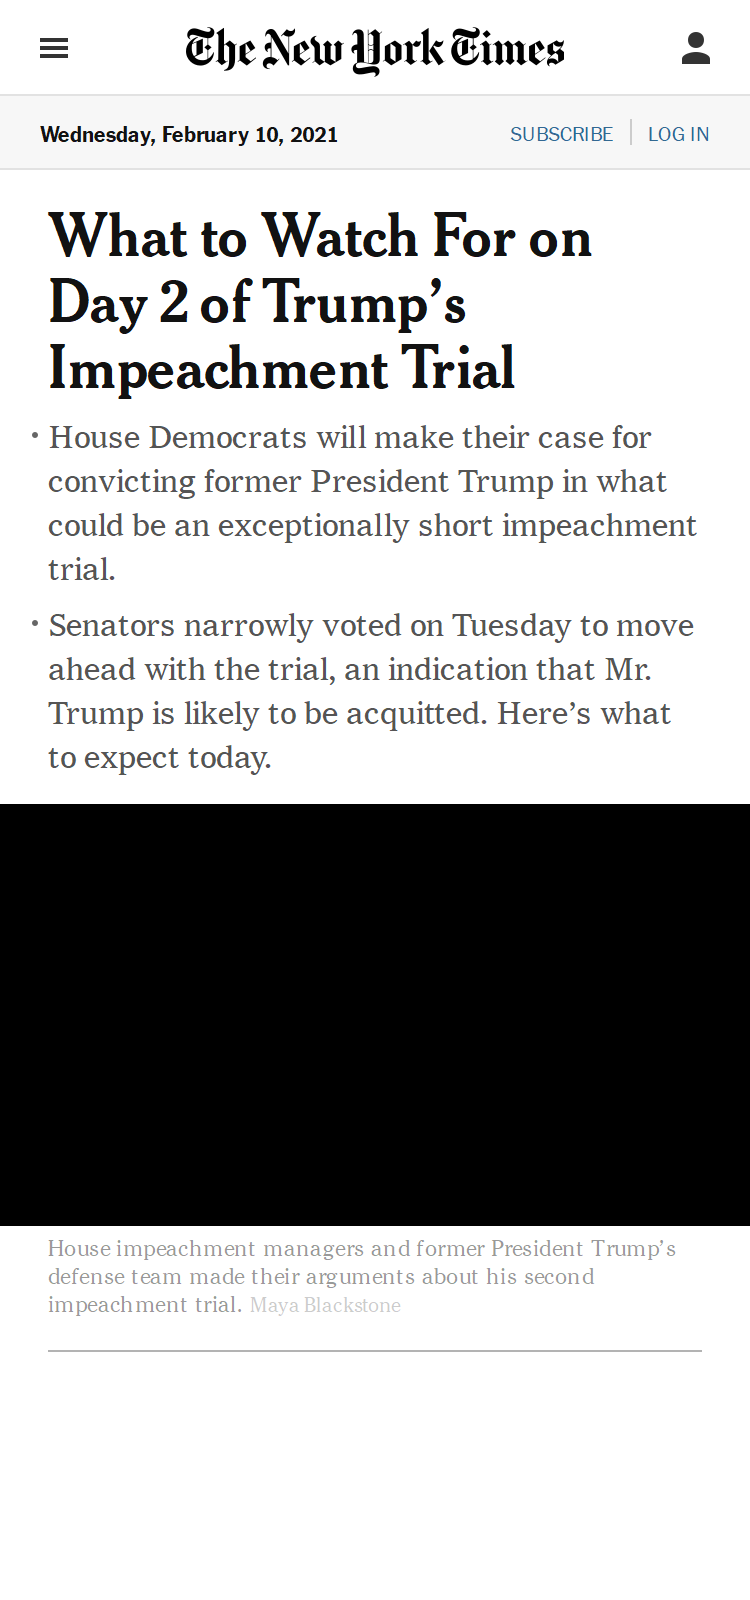 The New York Times
Wednesday, February 10, 2021
SUBSCRIBE
LOG IN
What to Watch For on
Day 2 of Trump’s
Impeachment Trial
• House Democrats will make their case for
convicting former President Trump in what
could be an exceptionally short impeachment
trial.
• Senators narrowly voted on Tuesday to move
ahead with the trial, an indication that Mr.
Trump is likely to be acquitted. Here’s what
to expect today.
House impeachment managers and former President Trump’s
defense team made their arguments about his second
impeachment trial. Maya Blackstone